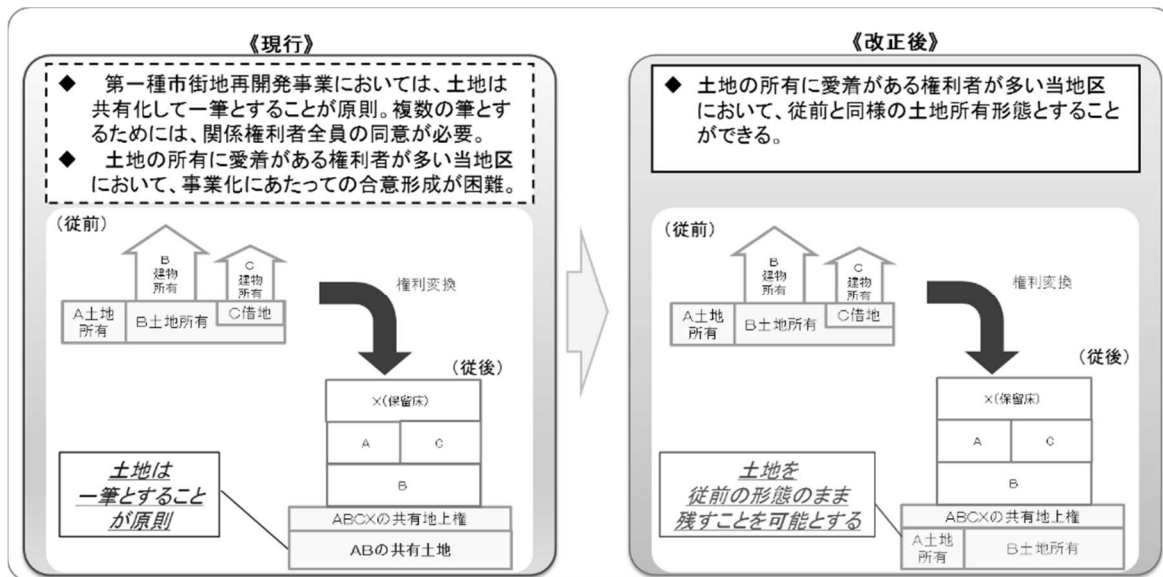 《現行》
◆ 第一種市街地再開発事業においては、土地は
共有化して一筆とすることが原則。複数の筆とす
るためには、関係権利者全員の同意が必要。
◆ 土地の所有に愛着がある権利者が多い当地区
において、事業化にあたっての合意形成が困難。
(従前)
B
建物
所有
C
建物
所有
A土地
所有
B土地所有
C借地
権利変換
(従後)
X(保留床)
A
C
B
ABCXの共有地上権
ABの共有土地
土地は
一筆とすること
が原則
《改正後》
◆ 土地の所有に愛着がある権利者が多い当地区
において、従前と同様の土地所有形態とすること
ができる。
(従前)
B
建物
所有
C
建物
所有
A土地
所有
B土地所有
C借地
権利変換
(従後)
X(保留床)
A
C
B
ABCXの共有地上権
A土地
所有
B土地所有
土地を
従前の形態のまま
残すことを可能とする